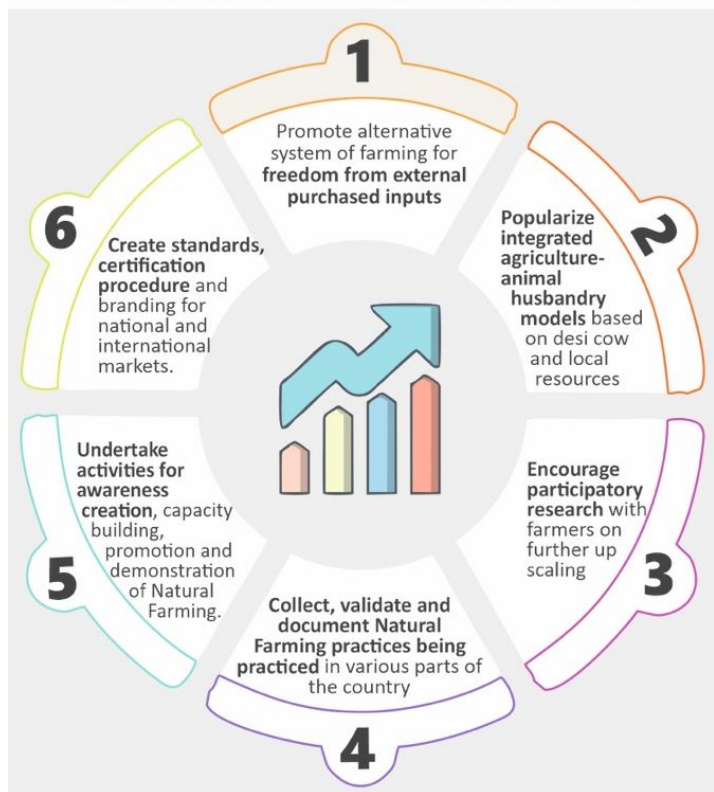 1
Promote alternative
system of farming for
freedom from external
purchased inputs
2
Popularize
integrated
agriculture-
animal
husbandry
models based
on desi cow
and local
resources
3
Encourage
participatory
research with
farmers on
further up
scaling
4
Collect, validate and
document Natural
Farming practices being
practiced in various parts of
the country
5
Undertake
activities for
awareness
creation, capacity
building,
promotion and
demonstration
of Natural
Farming.
6
Create standards,
certification
procedure and
branding for
national and
international
markets.